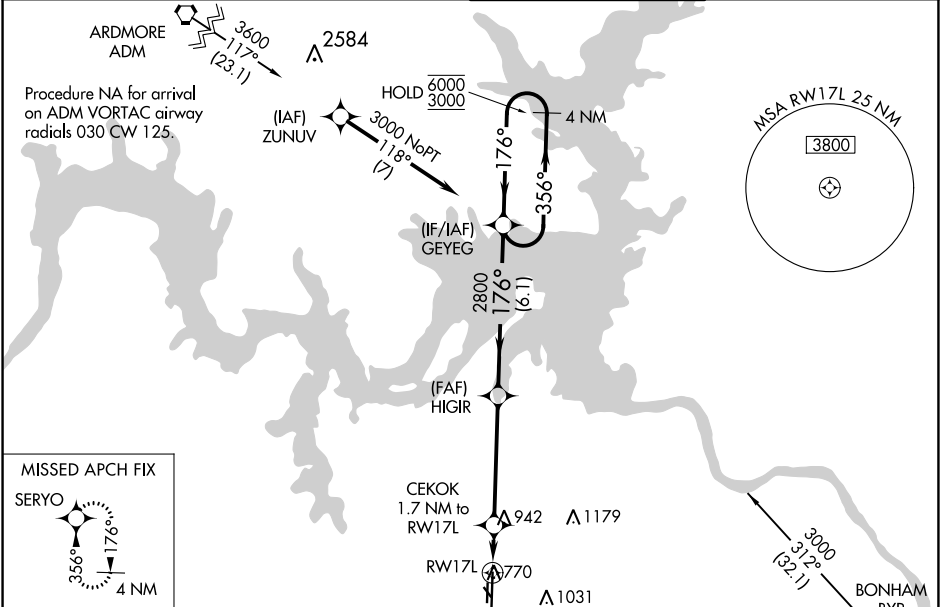 ARDMORE
ADM
3600
117°
(23.1)
2584
Procedure NA for arrival
on ADM VORTAC airway
radials 030 CW 125.
(IAF)
ZUNUV
3000 NoPT
118°
(7)
HOLD
6000
3000
4 NM
176°
356°
MSA RW17L 25 NM
3800
(IF/IAF)
GEYEG
2800
176°
(6.1)
(FAF)
HIGIR
MISSED APCH FIX
SERYO
356°
176°
4 NM
CEKOK
1.7 NM to
RW17L
942
1179
RW17L
770
1031
3000
312°
(32.1)
BONHAM